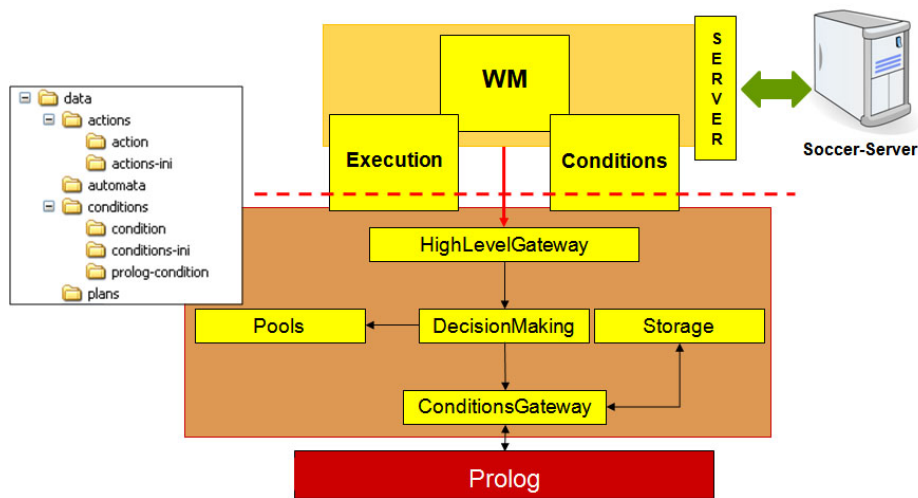 data
actions
action
actions-ini
automata
conditions
condition
conditions-ini
prolog-condition
plans
WM
SERVER
Soccer-Server
Execution
Conditions
HighLevelGateway
Pools
DecisionMaking
Storage
ConditionsGateway
Prolog